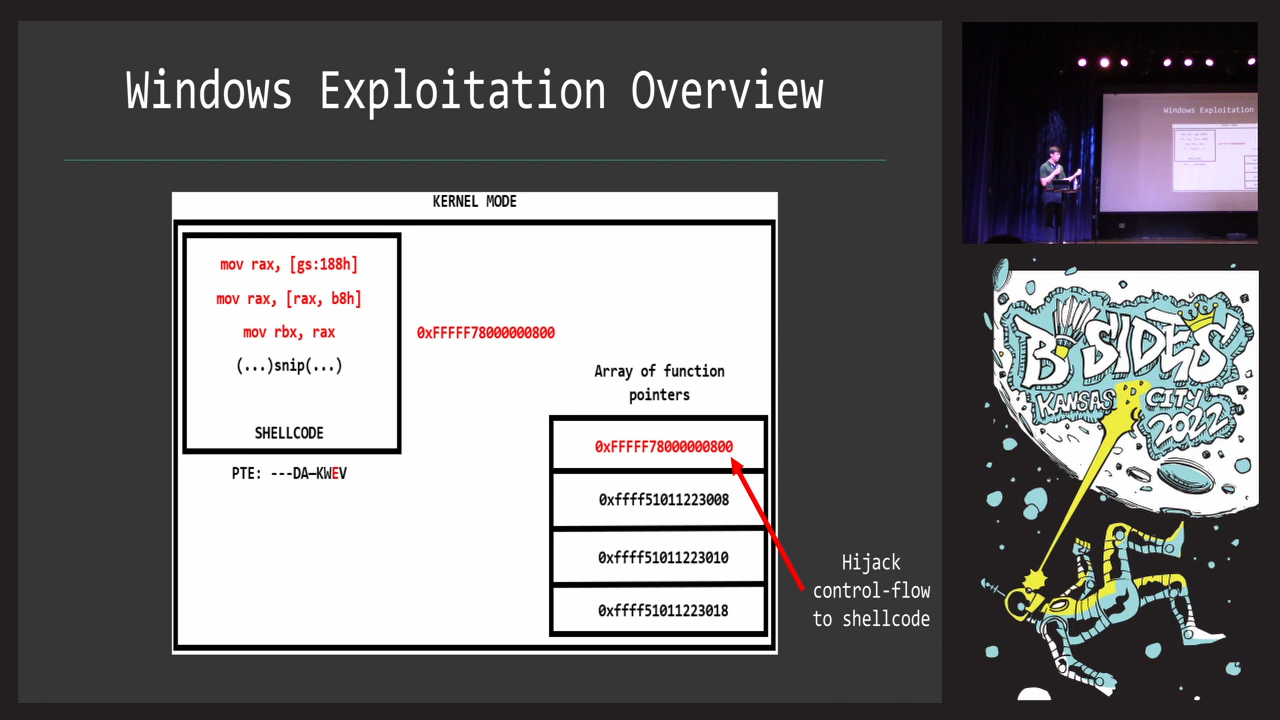 Windows Exploitation Overview
KERNEL MODE
mov rax, [gs:188h]
mov rax, [rax, b8h]
mov rbx, rax
(...)snip(...)
SHELLCODE
0xFFFFF78000000800
PTE: ---DA—KWEV
Array of function
pointers
0xFFFFF78000000800
0xffff51011223008
0xffff51011223010
0xffff51011223018
Hijack
control-flow
to shellcode
Windows Exploitation
B SIDES
KANSAS CITY
2022